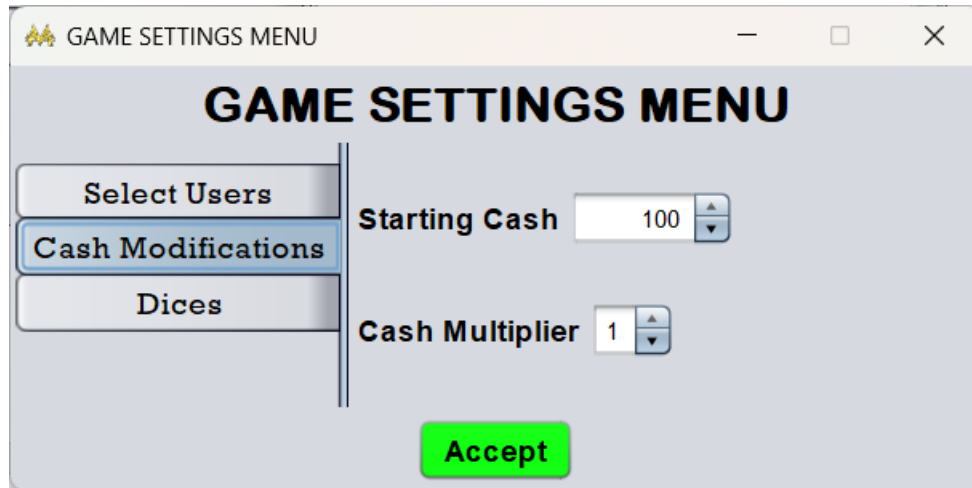 GAME SETTINGS MENU
GAME SETTINGS MENU
Select Users
Cash Modifications
Dices
Starting Cash 100
Cash Multiplier 1
Accept